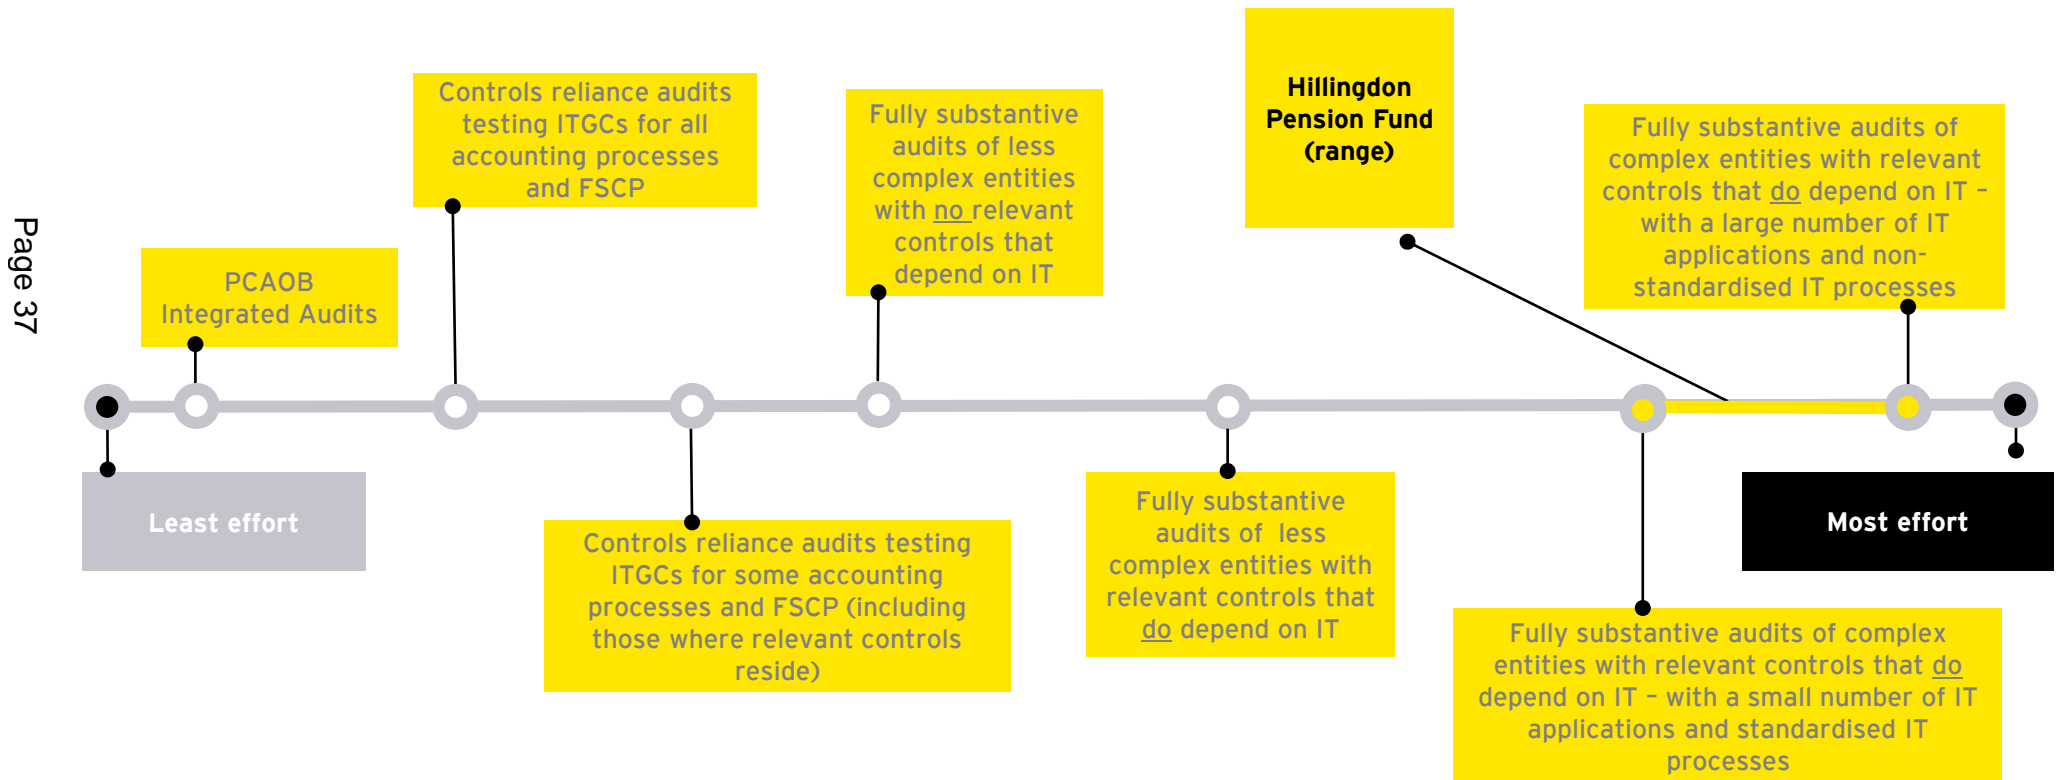 Page 37
PCAOB
Integrated Audits
Controls reliance audits
testing ITGCs for all
accounting processes
and FSCP
Fully substantive
audits of less
complex entities
with no relevant
controls that
depend on IT
Hillingdon
Pension Fund
(range)
Fully substantive audits of
complex entities with relevant
controls that do depend on IT –
with a large number of IT
applications and non-
standardised IT processes
Least effort
Controls reliance audits testing
ITGCs for some accounting
processes and FSCP (including
those where relevant controls
reside)
Fully substantive
audits of less
complex entities with
relevant controls that
do depend on IT
Most effort
Fully substantive audits of complex
entities with relevant controls that do
depend on IT – with a small number of IT
applications and standardised IT
processes